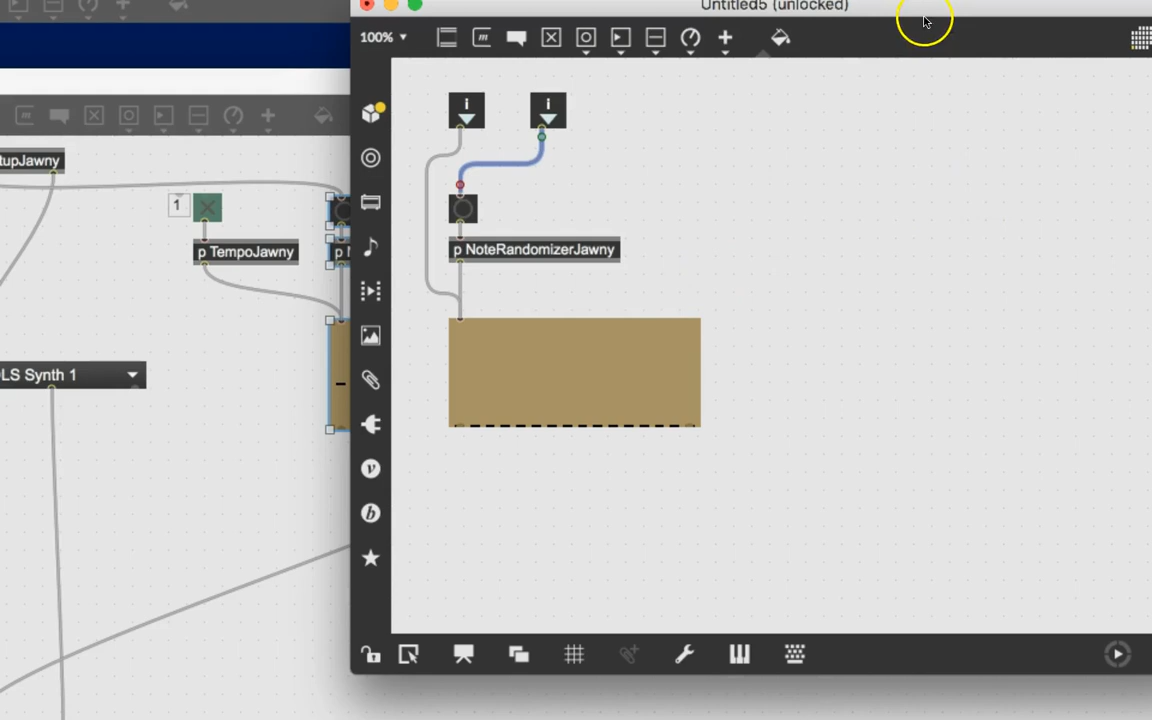 Untitled5 (unlocked)
100%
m
i
i
p NoteRandomizerJawny
v
b
m
tupJawny
1
p TempoJawny
p N
LS Synth 1